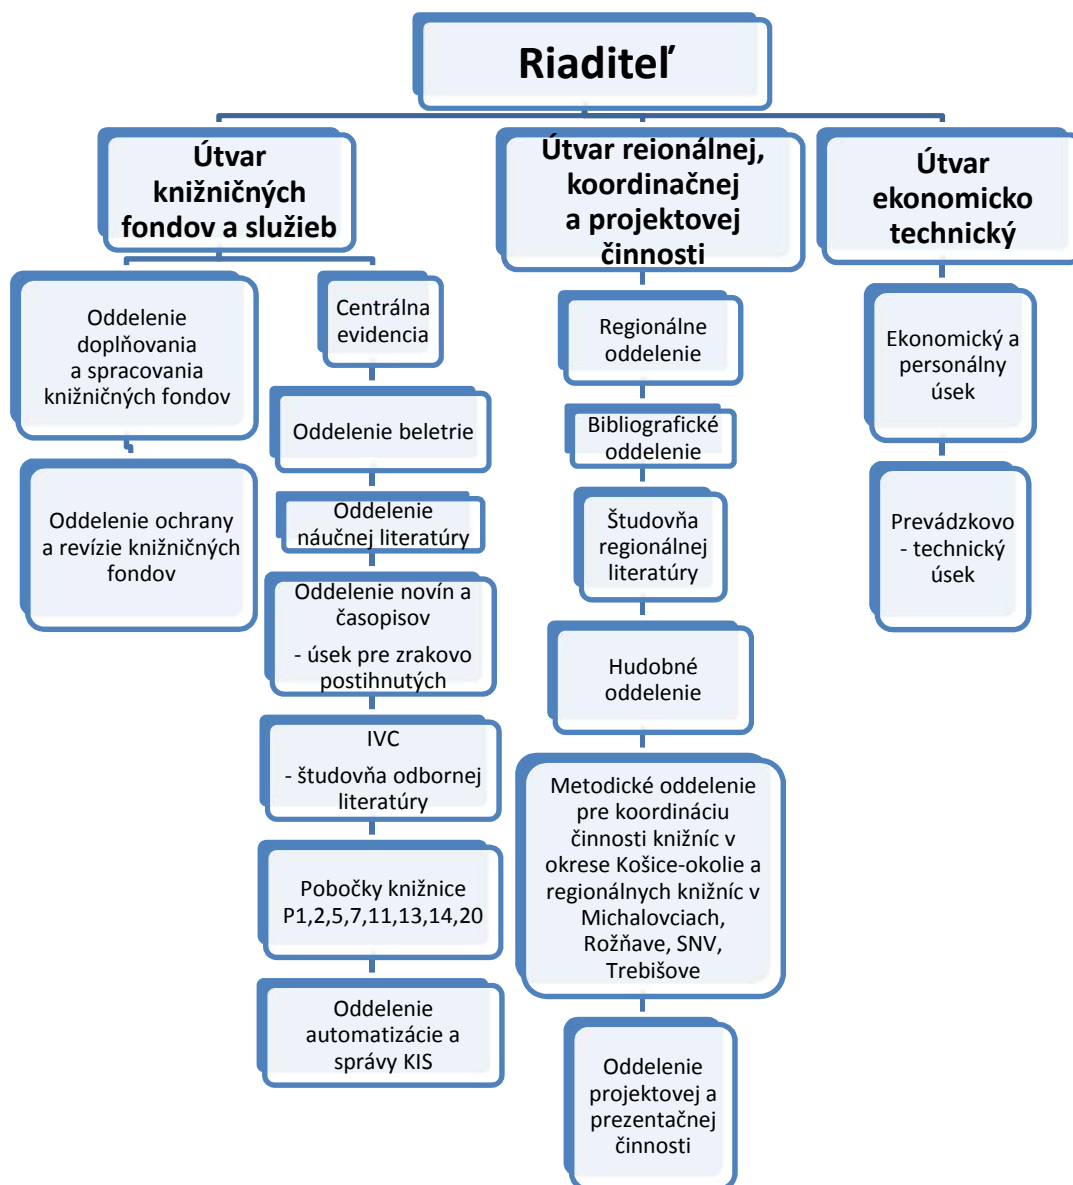 Riaditeľ
Útvar
knižničných
fondov a služieb
Oddelenie
doplňovania
a spracovania
knižničných fondov
Oddelenie ochrany
a revízie knižničných
fondov
Centrálna
evidencia
Oddelenie beletrie
Oddelenie
náučnej literatúry
Oddelenie novín a
časopisov
- úsek pre zrakovo
postihnutých
IVC
- študovňa odbornej
literatúry
Pobočky knižnice
P1,2,5,7,11,13,14,20
Oddelenie
automatizácie a
správy KIS
Útvar reionálnej,
koordinačnej
a projektovej
činnosti
Regionálne
oddelenie
Bibliografické
oddelenie
Študovňa
regionálnej
literatúry
Hudobné
oddelenie
Metodické oddelenie
pre koordináciu
činnosti knižníc v
okrese Košice-okolie a
regionálnych knižníc v
Michalovciach,
Rožňave, SNV,
Trebišove
Oddelenie
projektovej a
prezentačnej
činnosti
Útvar
ekonomicko
technický
Ekonomický a
personálny
úsek
Prevádzkovo
- technický
úsek